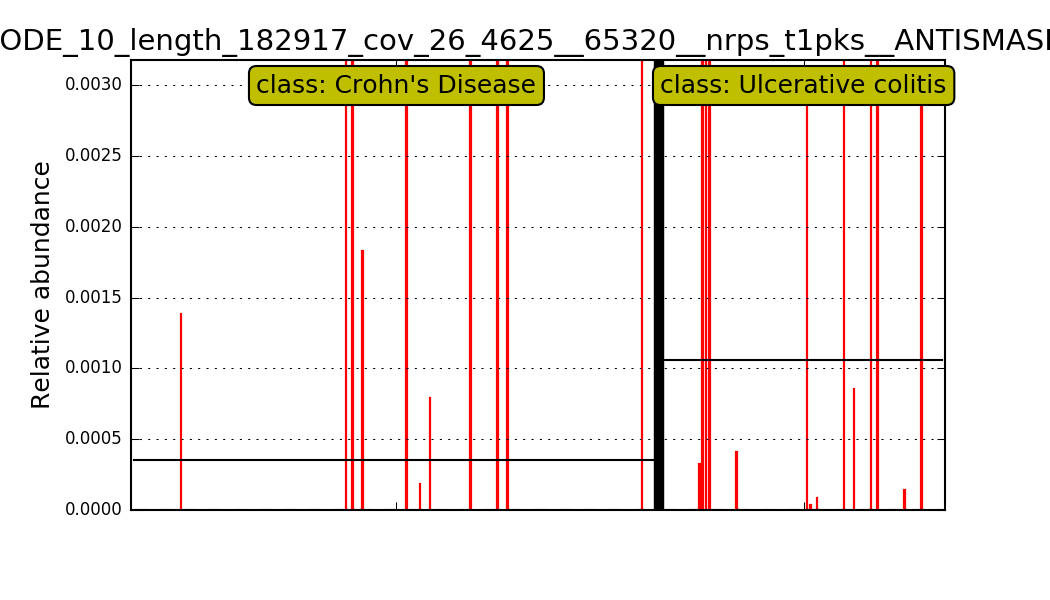 ODE_10_length_182917_cov_26_4625__65320__nrps_t1pks__ANTISMASH
class: Crohn's Disease
class: Ulcerative colitis
Relative abundance
0.0030
0.0025
0.0020
0.0015
0.0010
0.0005
0.0000